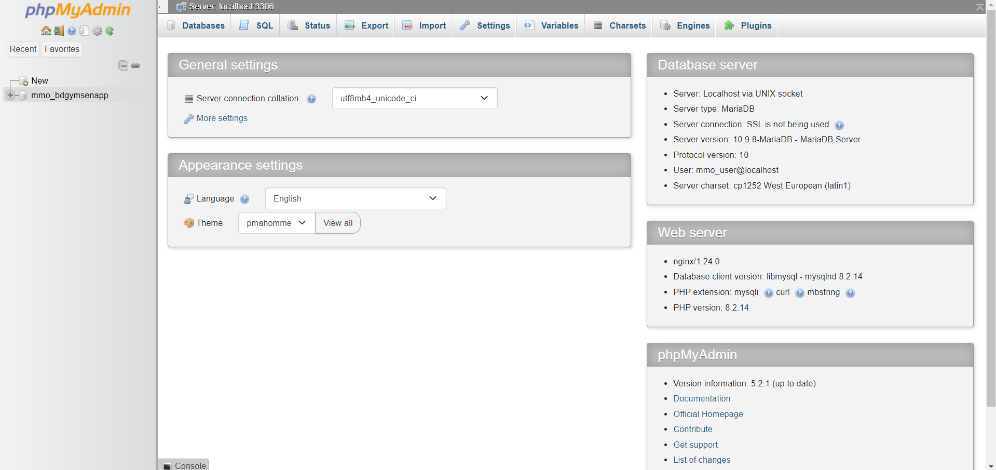 phpMyAdmin
Recent Favorites
New
mmo_bdgymsenapp
Server: localhost:3306
Databases SQL Status Export Import Settings Variables Charsets Engines Plugins
General settings
Server connection collation: utf8mb4_unicode_ci
More settings
Appearance settings
Language English
Theme pmahomme View all
Database server
Server: Localhost via UNIX socket
Server type: MariaDB
Server connection: SSL is not being used
Server version: 10.9.8-MariaDB - MariaDB Server
Protocol version: 10
User: mmo_user@localhost
Server charset: cp1252 West European (latin1)
Web server
nginx/1.24.0
Database client version: libmysql - mysqlnd 8.2.14
PHP extension: mysqli curl mbstring
PHP version: 8.2.14
phpMyAdmin
Version information: 5.2.1 (up to date)
Documentation
Official Homepage
Contribute
Get support
List of changes
Console